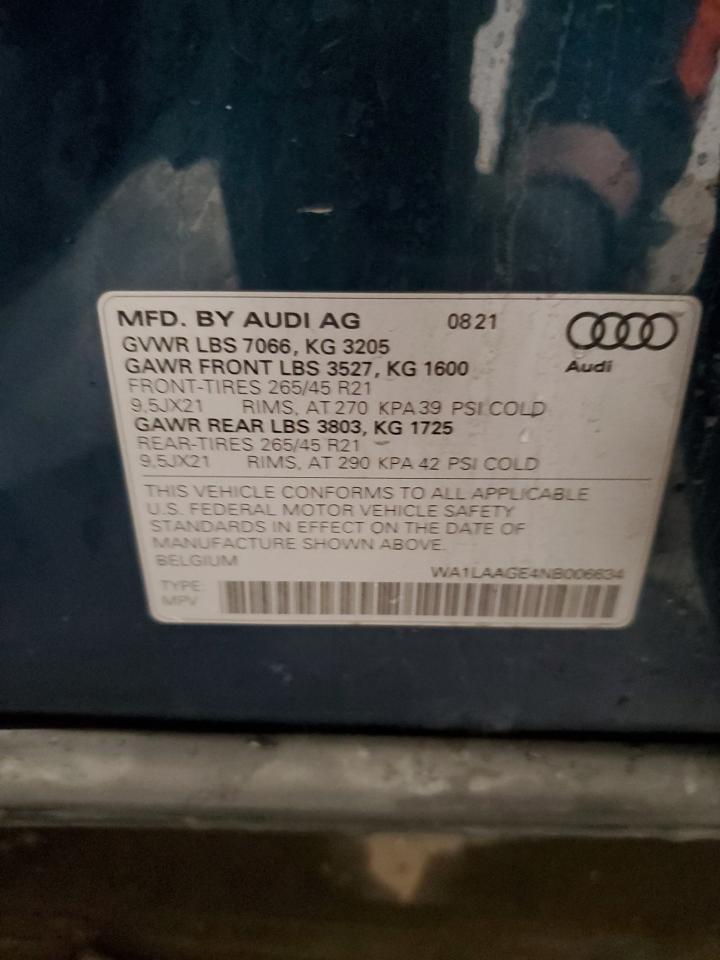 MFD. BY AUDI AG 08 21
Audi
GVWR LBS 7066, KG 3205
GAWR FRONT LBS 3527, KG 1600
FRONT-TIRES 265/45 R21
9,5JX21 RIMS, AT 270 KPA 39 PSI COLD
GAWR REAR LBS 3803, KG 1725
REAR-TIRES 265/45 R21
9,5JX21 RIMS, AT 290 KPA 42 PSI COLD
THIS VEHICLE CONFORMS TO ALL APPLICABLE
U.S. FEDERAL MOTOR VEHICLE SAFETY
STANDARDS IN EFFECT ON THE DATE OF
MANUFACTURE SHOWN ABOVE.
BELGIUM
WA1LAAGE4NB006634
TYPE:
MPV